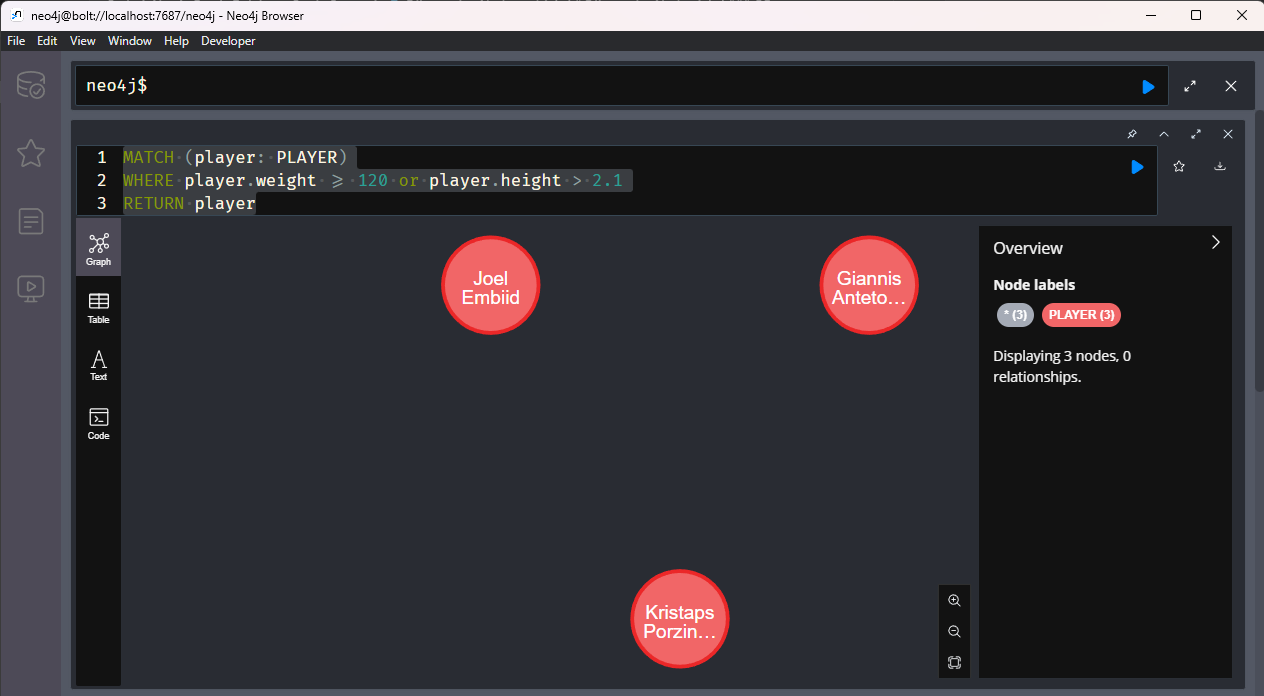 neo4j@bolt://localhost:7687/neo4j - Neo4j Browser
File Edit View Window Help Developer
neo4j$
1 MATCH (player: PLAYER)
2 WHERE player.weight >= 120 or player.height > 2.1
3 RETURN player
Graph
Table
Text
Code
Joel
Embiid
Giannis
Anteto…
Kristaps
Porzin…
Overview
Node labels
* (3) PLAYER (3)
Displaying 3 nodes, 0
relationships.